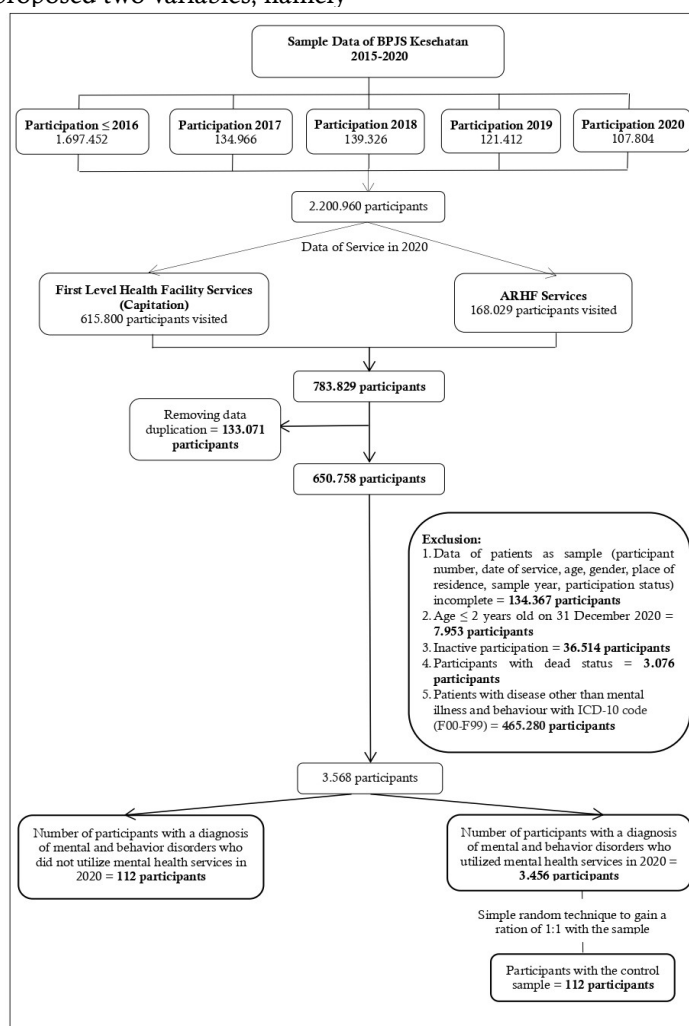 proposed two variables, namely
Sample Data of BPJS Kesehatan
2015-2020
Participation ≤ 2016
1.697.452
Participation 2017
134.966
Participation 2018
139.326
Participation 2019
121.412
Participation 2020
107.804
2.200.960 participants
Data of Service in 2020
First Level Health Facility Services
(Capitation)
615.800 participants visited
ARHF Services
168.029 participants visited
783.829 participants
Removing data
duplication = 133.071
participants
650.758 participants
Exclusion:
1. Data of patients as sample (participant
number, date of service, age, gender, place of
residence, sample year, participation status)
incomplete = 134.367 participants
2. Age ≤ 2 years old on 31 December 2020 =
7.953 participants
3. Inactive participation = 36.514 participants
4. Participants with dead status = 3.076
participants
5. Patients with disease other than mental
illness and behaviour with ICD-10 code
(F00-F99) = 465.280 participants
3.568 participants
Number of participants with a diagnosis
of mental and behavior disorders who
did not utilize mental health services in
2020 = 112 participants
Number of participants with a diagnosis
of mental and behavior disorders who
utilized mental health services in 2020 =
3.456 participants
Simple random technique to gain a
ration of 1:1 with the sample
Participants with the control
sample = 112 participants